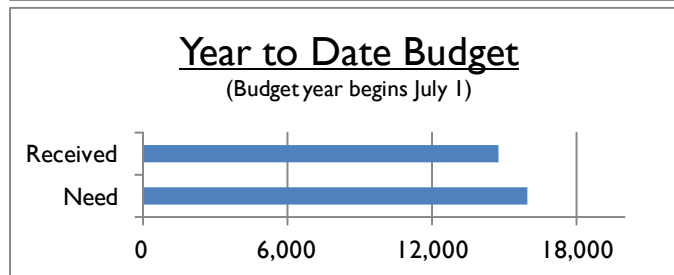 Year to Date Budget
(Budget year begins July 1)
Received
Need
0 6,000 12,000 18,000